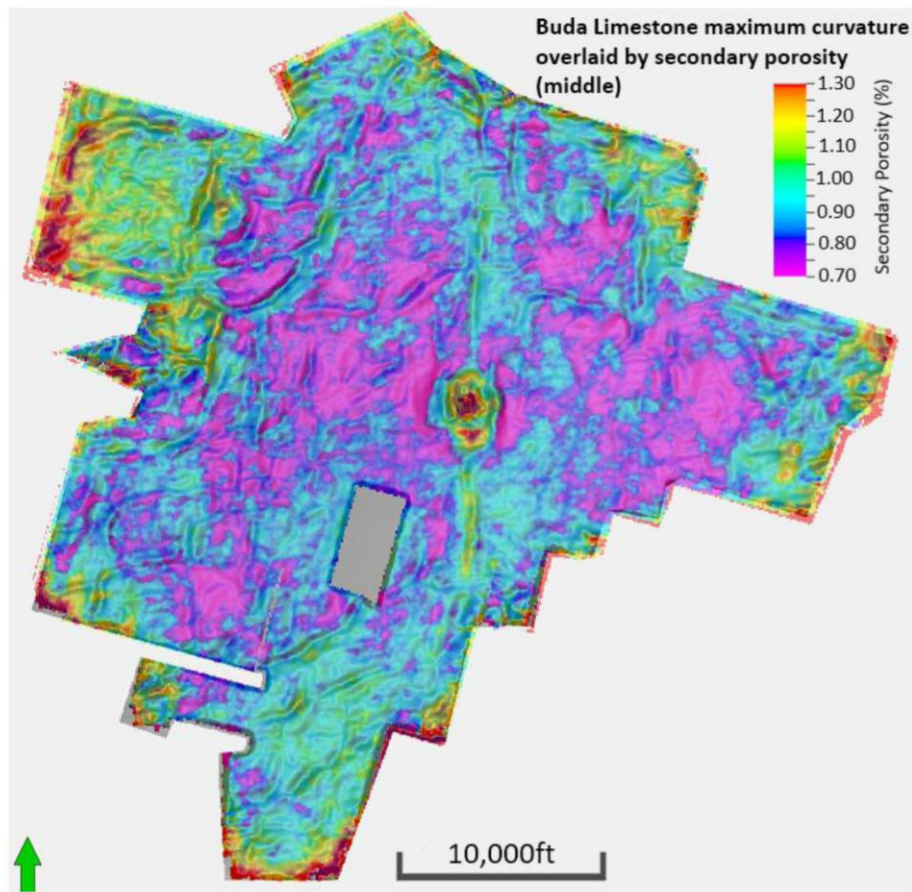 Buda Limestone maximum curvature
overlaid by secondary porosity
(middle)
1.30
1.20
1.10
1.00
0.90
0.80
0.70
Secondary Porosity (%)
10,000ft